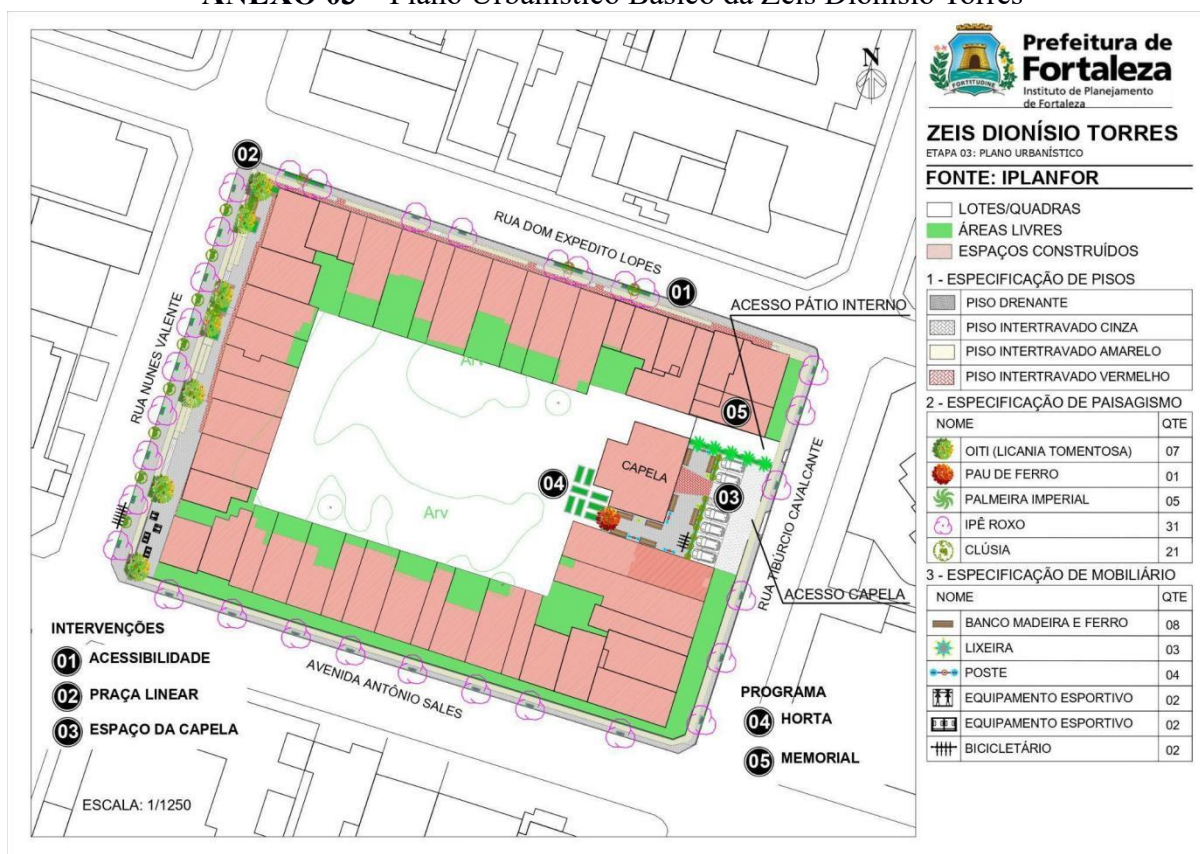 ANEXO 03 – Plano Urbanístico Básico da Zeis Dionísio Torres
N
02
RUA DOM EXPEDITO LOPES
01
ACESSO PÁTIO INTERNO
RUA NUNES VALENTE
Arv
05
CAPELA
04
03
RUA TIBÚRCIO CAVALCANTE
Arv
ACESSO CAPELA
AVENIDA ANTÔNIO SALES
INTERVENÇÕES
01 ACESSIBILIDADE
02 PRAÇA LINEAR
03 ESPAÇO DA CAPELA
PROGRAMA
04 HORTA
05 MEMORIAL
ESCALA: 1/1250
FORTITUDINE
Prefeitura de
Fortaleza
Instituto de Planejamento
de Fortaleza
ZEIS DIONÍSIO TORRES
ETAPA 03: PLANO URBANÍSTICO
FONTE: IPLANFOR
LOTES/QUADRAS
ÁREAS LIVRES
ESPAÇOS CONSTRUÍDOS
1 - ESPECIFICAÇÃO DE PISOS
PISO DRENANTE
PISO INTERTRAVADO CINZA
PISO INTERTRAVADO AMARELO
PISO INTERTRAVADO VERMELHO
2 - ESPECIFICAÇÃO DE PAISAGISMO
NOME QTE
OITI (LICANIA TOMENTOSA) 07
PAU DE FERRO 01
PALMEIRA IMPERIAL 05
IPÊ ROXO 31
CLÚSIA 21
3 - ESPECIFICAÇÃO DE MOBILIÁRIO
NOME QTE
BANCO MADEIRA E FERRO 08
LIXEIRA 03
POSTE 04
EQUIPAMENTO ESPORTIVO 02
EQUIPAMENTO ESPORTIVO 02
BICICLETÁRIO 02